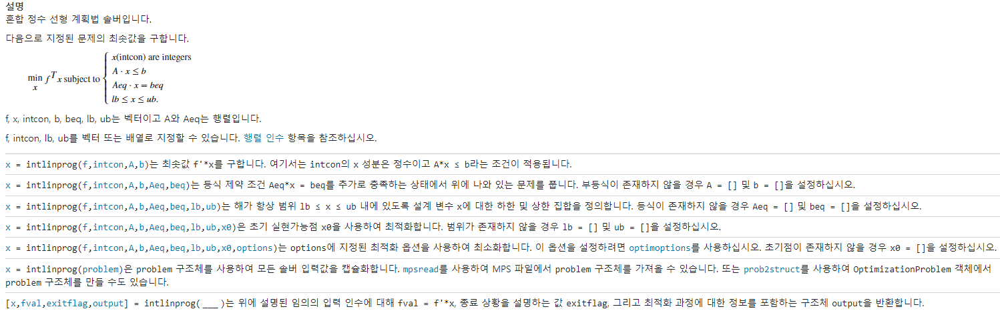 설명
혼합 정수 선형 계획법 솔버입니다.
다음으로 지정된 문제의 최솟값을 구합니다.
min x f^T x subject to { x(intcon) are integers
A · x ≤ b
Aeq · x = beq
lb ≤ x ≤ ub.
f, x, intcon, b, beq, lb, ub는 벡터이고 A와 Aeq는 행렬입니다.
f, intcon, lb, ub를 벡터 또는 배열로 지정할 수 있습니다. 행렬 인수 항목을 참조하십시오.
x = intlinprog(f,intcon,A,b)는 최솟값 f'*x를 구합니다. 여기서는 intcon의 x 성분은 정수이고 A*x ≤ b라는 조건이 적용됩니다.
x = intlinprog(f,intcon,A,b,Aeq,beq)는 등식 제약 조건 Aeq*x = beq를 추가로 충족하는 상태에서 위에 나와 있는 문제를 풉니다. 부등식이 존재하지 않을 경우 A = [] 및 b = []을 설정하십시오.
x = intlinprog(f,intcon,A,b,Aeq,beq,lb,ub)는 해가 항상 범위 lb ≤ x ≤ ub 내에 있도록 설계 변수 x에 대한 하한 및 상한 집합을 정의합니다. 등식이 존재하지 않을 경우 Aeq = [] 및 beq = []을 설정하십시오.
x = intlinprog(f,intcon,A,b,Aeq,beq,lb,ub,x0)은 초기 실현가능점 x0을 사용하여 최적화합니다. 범위가 존재하지 않을 경우 lb = [] 및 ub = []을 설정하십시오.
x = intlinprog(f,intcon,A,b,Aeq,beq,lb,ub,x0,options)는 options에 지정된 최적화 옵션을 사용하여 최소화합니다. 이 옵션을 설정하려면 optimoptions를 사용하십시오. 초기점이 존재하지 않을 경우 x0 = []을 설정하십시오.
x = intlinprog(problem)은 problem 구조체를 사용하여 모든 솔버 입력값을 캡슐화합니다. mpsread를 사용하여 MPS 파일에서 problem 구조체를 가져올 수 있습니다. 또는 prob2struct를 사용하여 OptimizationProblem 객체에서
problem 구조체를 만들 수도 있습니다.
[x,fval,exitflag,output] = intlinprog( ___ )는 위에 설명된 임의의 입력 인수에 대해 fval = f'*x, 종료 상황을 설명하는 값 exitflag, 그리고 최적화 과정에 대한 정보를 포함하는 구조체 output을 반환합니다.